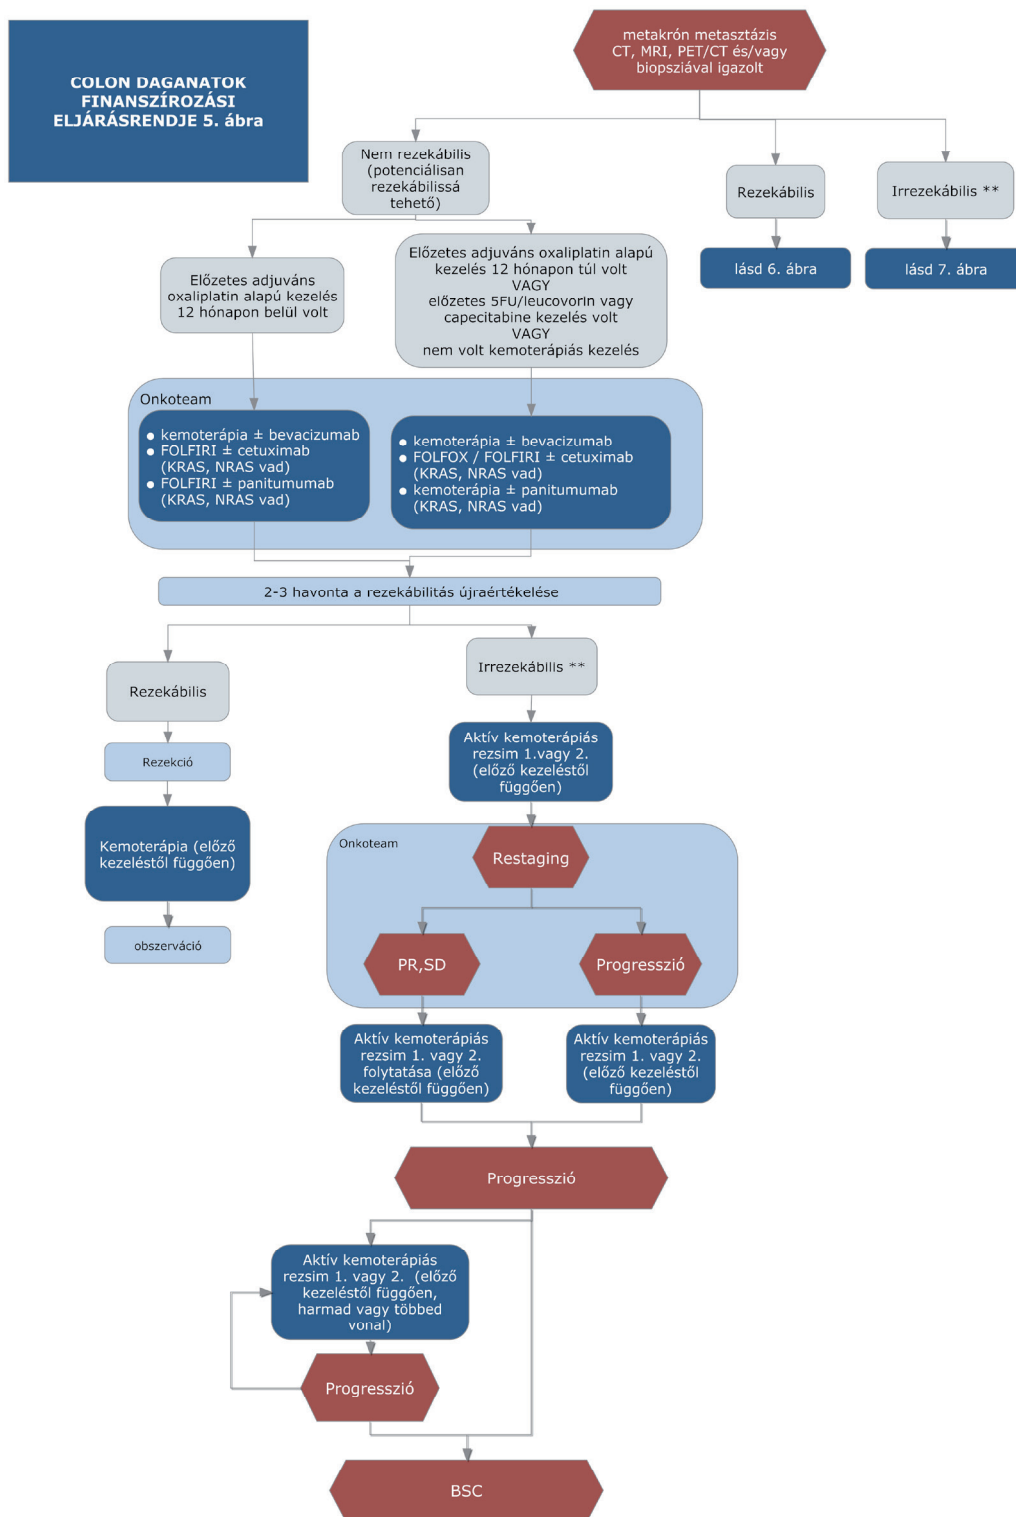 COLON DAGANATOK
FINANSZÍROZÁSI
ELJÁRÁSRENDJE 5. ábra
metakrón metasztázis
CT, MRI, PET/CT és/vagy
biopsziával igazolt
Nem rezekábilis
(potenciálisan
rezekábilissá
tehető)
Rezekábilis
Irrezekábilis **
lásd 6. ábra
lásd 7. ábra
Előzetes adjuváns
oxaliplatin alapú kezelés
12 hónapon belül volt
Előzetes adjuváns oxaliplatin alapú
kezelés 12 hónapon túl volt
VAGY
előzetes 5FU/leucovorin vagy
capecitabine kezelés volt
VAGY
nem volt kemoterápiás kezelés
Onkoteam
● kemoterápia ± bevacizumab
● FOLFIRI ± cetuximab
(KRAS, NRAS vad)
● FOLFIRI ± panitumumab
(KRAS, NRAS vad)
● kemoterápia ± bevacizumab
● FOLFOX / FOLFIRI ± cetuximab
(KRAS, NRAS vad)
● kemoterápia ± panitumumab
(KRAS, NRAS vad)
2-3 havonta a rezekábilitás újraértékelése
Rezekábilis
Irrezekábilis **
Rezekció
Aktív kemoterápiás
rezsim 1.vagy 2.
(előző kezeléstől
függően)
Kemoterápia (előző
kezeléstől függően)
obszerváció
Onkoteam
Restaging
PR,SD
Progresszió
Aktív kemoterápiás
rezsim 1. vagy 2.
folytatása (előző
kezeléstől függően)
Aktív kemoterápiás
rezsim 1. vagy 2.
(előző kezeléstől
függően)
Progresszió
Aktív kemoterápiás
rezsim 1. vagy 2. (előző
kezeléstől függően,
harmad vagy többed
vonal)
Progresszió
BSC